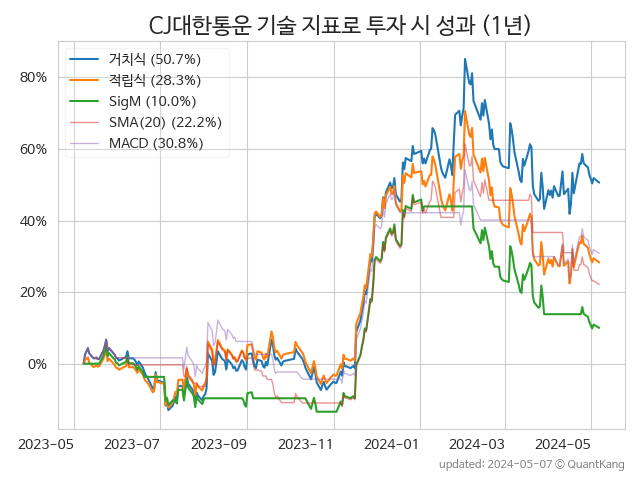 CJ대한통운 기술 지표로 투자 시 성과 (1년)
거치식 (50.7%)
적립식 (28.3%)
SigM (10.0%)
SMA(20) (22.2%)
MACD (30.8%)
80%
60%
40%
20%
0%
2023-05 2023-07 2023-09 2023-11 2024-01 2024-03 2024-05
updated: 2024-05-07 © QuantKang